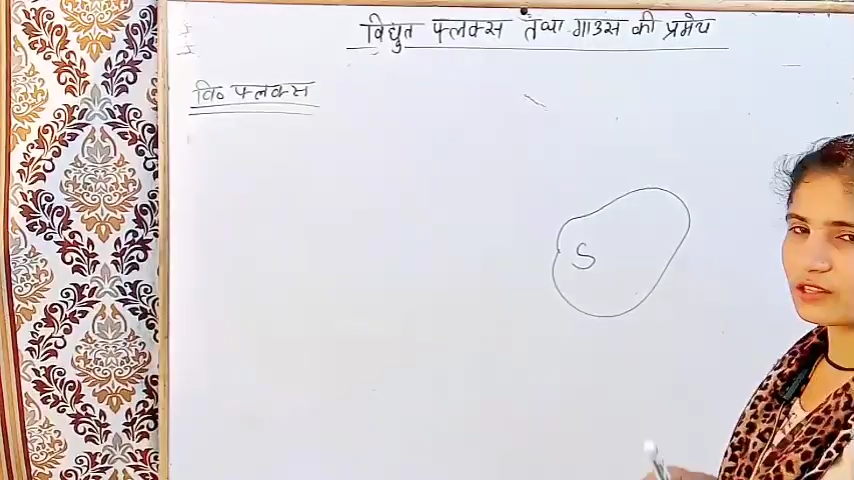 विद्युत फ्लक्स तथा गाउस की प्रमेय
वि० फ्लक्स
S